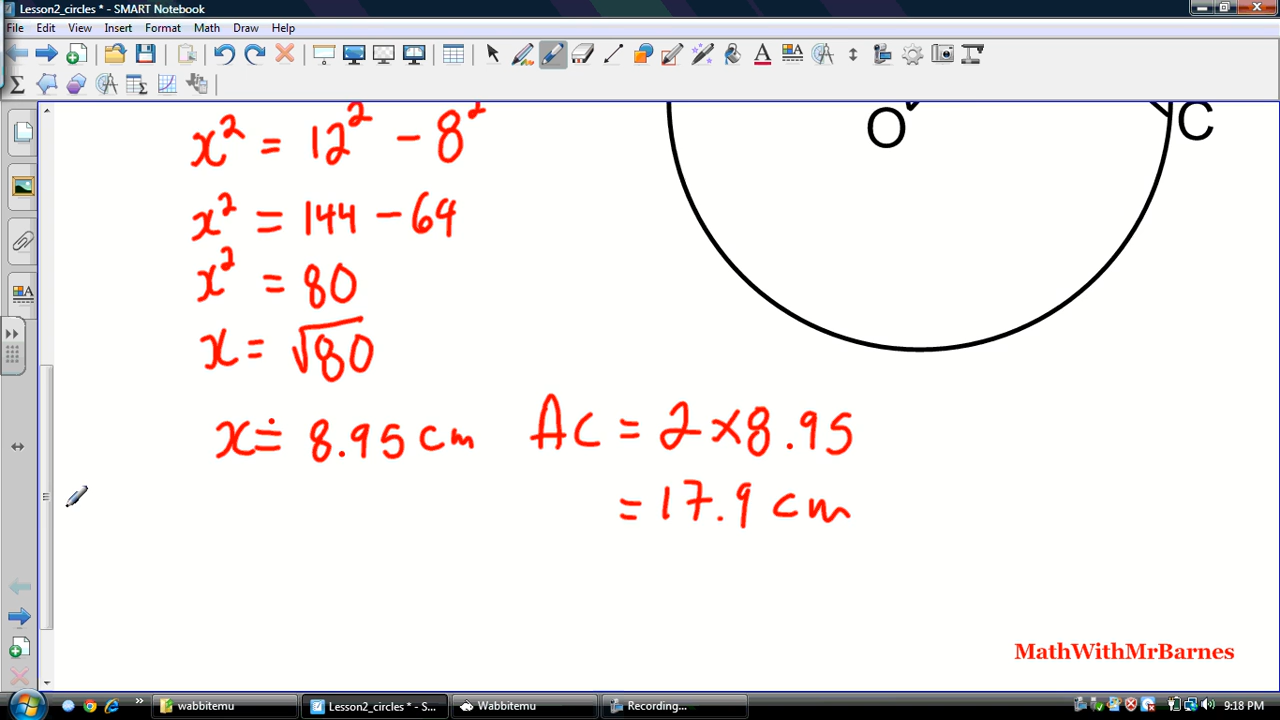 Lesson2_circles * - SMART Notebook
File Edit View Insert Format Math Draw Help
x² = 12² - 8²
x² = 144 - 64
x² = 80
x = √80
x ≐ 8.95 cm
AC = 2 × 8.95
= 17.9 cm
O
C
MathWithMrBarnes
wabbitemu
Lesson2_circles * - S...
Wabbitemu
Recording...
9:18 PM